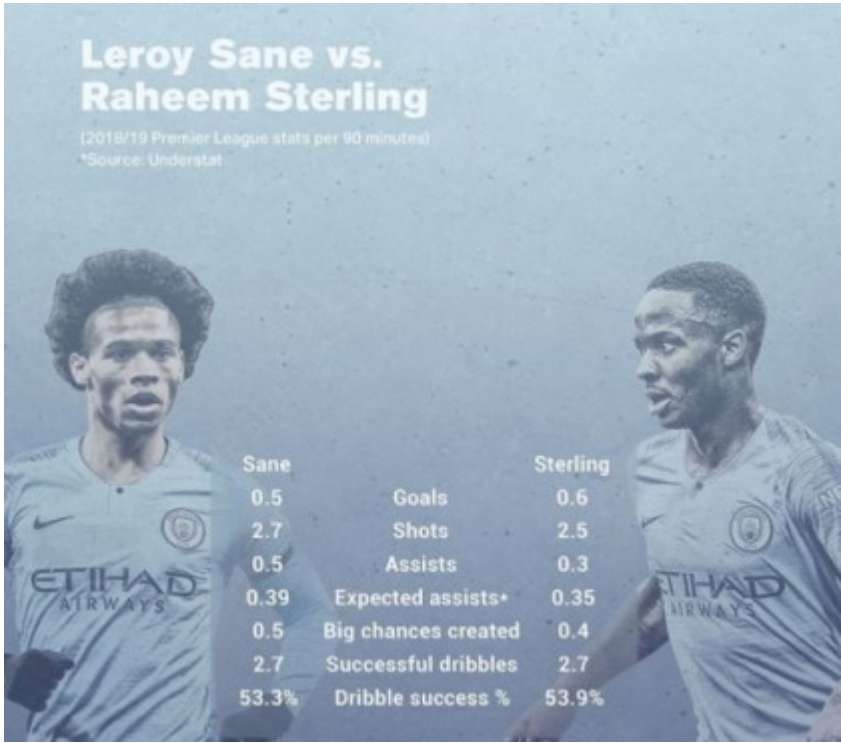 Leroy Sane vs.
Raheem Sterling
(2018/19 Premier League stats per 90 minutes)
*Source: Understat
Sane Sterling
0.5 Goals 0.6
2.7 Shots 2.5
0.5 Assists 0.3
0.39 Expected assists* 0.35
0.5 Big chances created 0.4
2.7 Successful dribbles 2.7
53.3% Dribble success % 53.9%
ETIHAD
AIRWAYS
ETIHAD
AIRWAYS